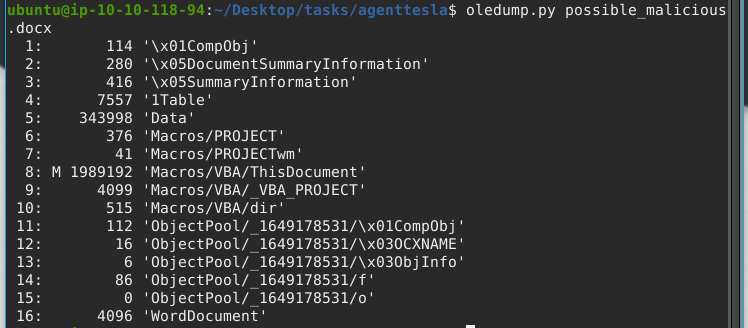 ubuntu@ip-10-10-118-94:~/Desktop/tasks/agenttesla$ oledump.py possible_malicious
.docx
  1:       114 '\x01CompObj'
  2:       280 '\x05DocumentSummaryInformation'
  3:       416 '\x05SummaryInformation'
  4:      7557 '1Table'
  5:    343998 'Data'
  6:       376 'Macros/PROJECT'
  7:        41 'Macros/PROJECTwm'
  8: M 1989192 'Macros/VBA/ThisDocument'
  9:      4099 'Macros/VBA/_VBA_PROJECT'
 10:       515 'Macros/VBA/dir'
 11:       112 'ObjectPool/_1649178531/\x01CompObj'
 12:        16 'ObjectPool/_1649178531/\x03OCXNAME'
 13:         6 'ObjectPool/_1649178531/\x03ObjInfo'
 14:        86 'ObjectPool/_1649178531/f'
 15:         0 'ObjectPool/_1649178531/o'
 16:      4096 'WordDocument'